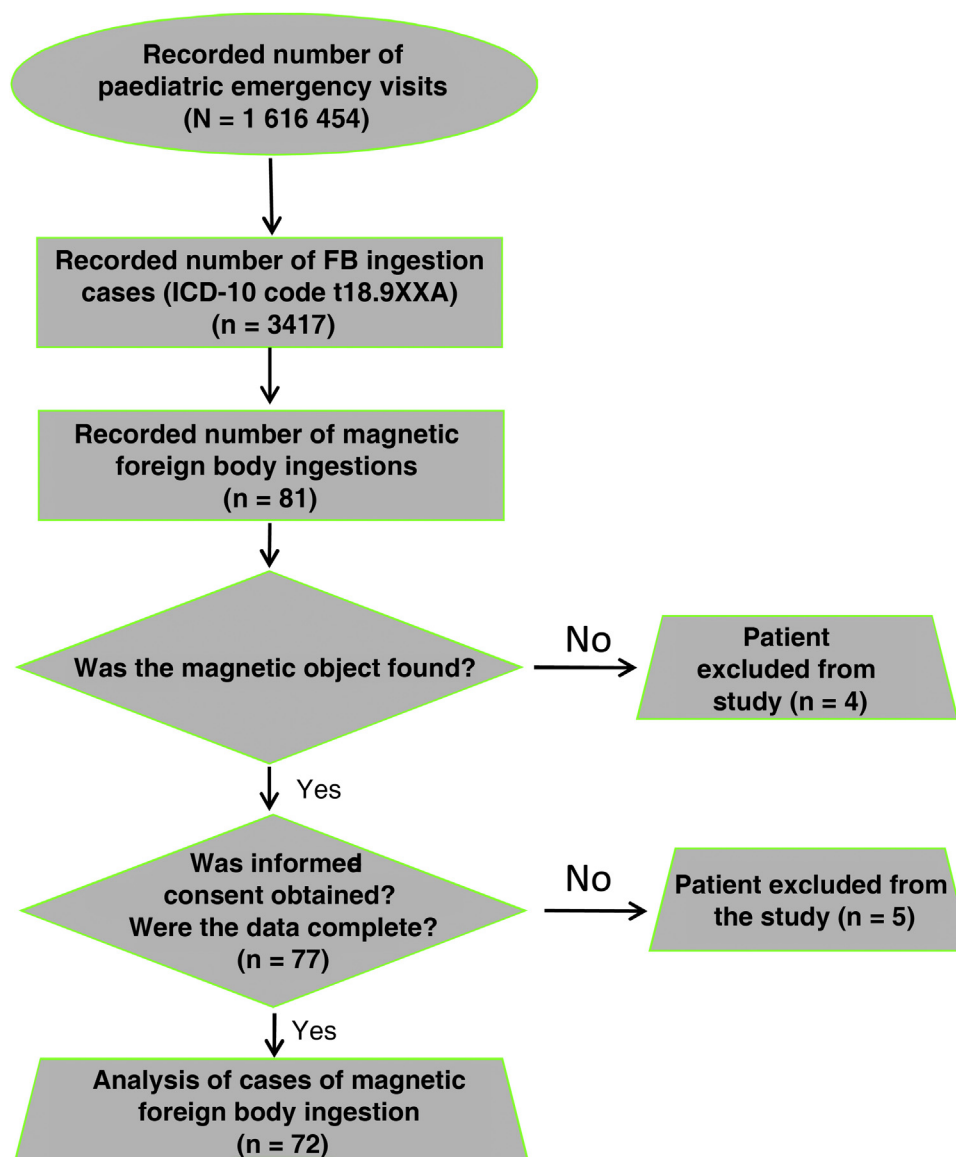 Recorded number of
paediatric emergency visits
(N = 1 616 454)
Recorded number of FB ingestion
cases (ICD-10 code t18.9XXA)
(n = 3417)
Recorded number of magnetic
foreign body ingestions
(n = 81)
Was the magnetic object found?
No
Patient
excluded from
study (n = 4)
Yes
Was informed
consent obtained?
Were the data complete?
(n = 77)
No
Patient excluded from
the study (n = 5)
Yes
Analysis of cases of magnetic
foreign body ingestion
(n = 72)